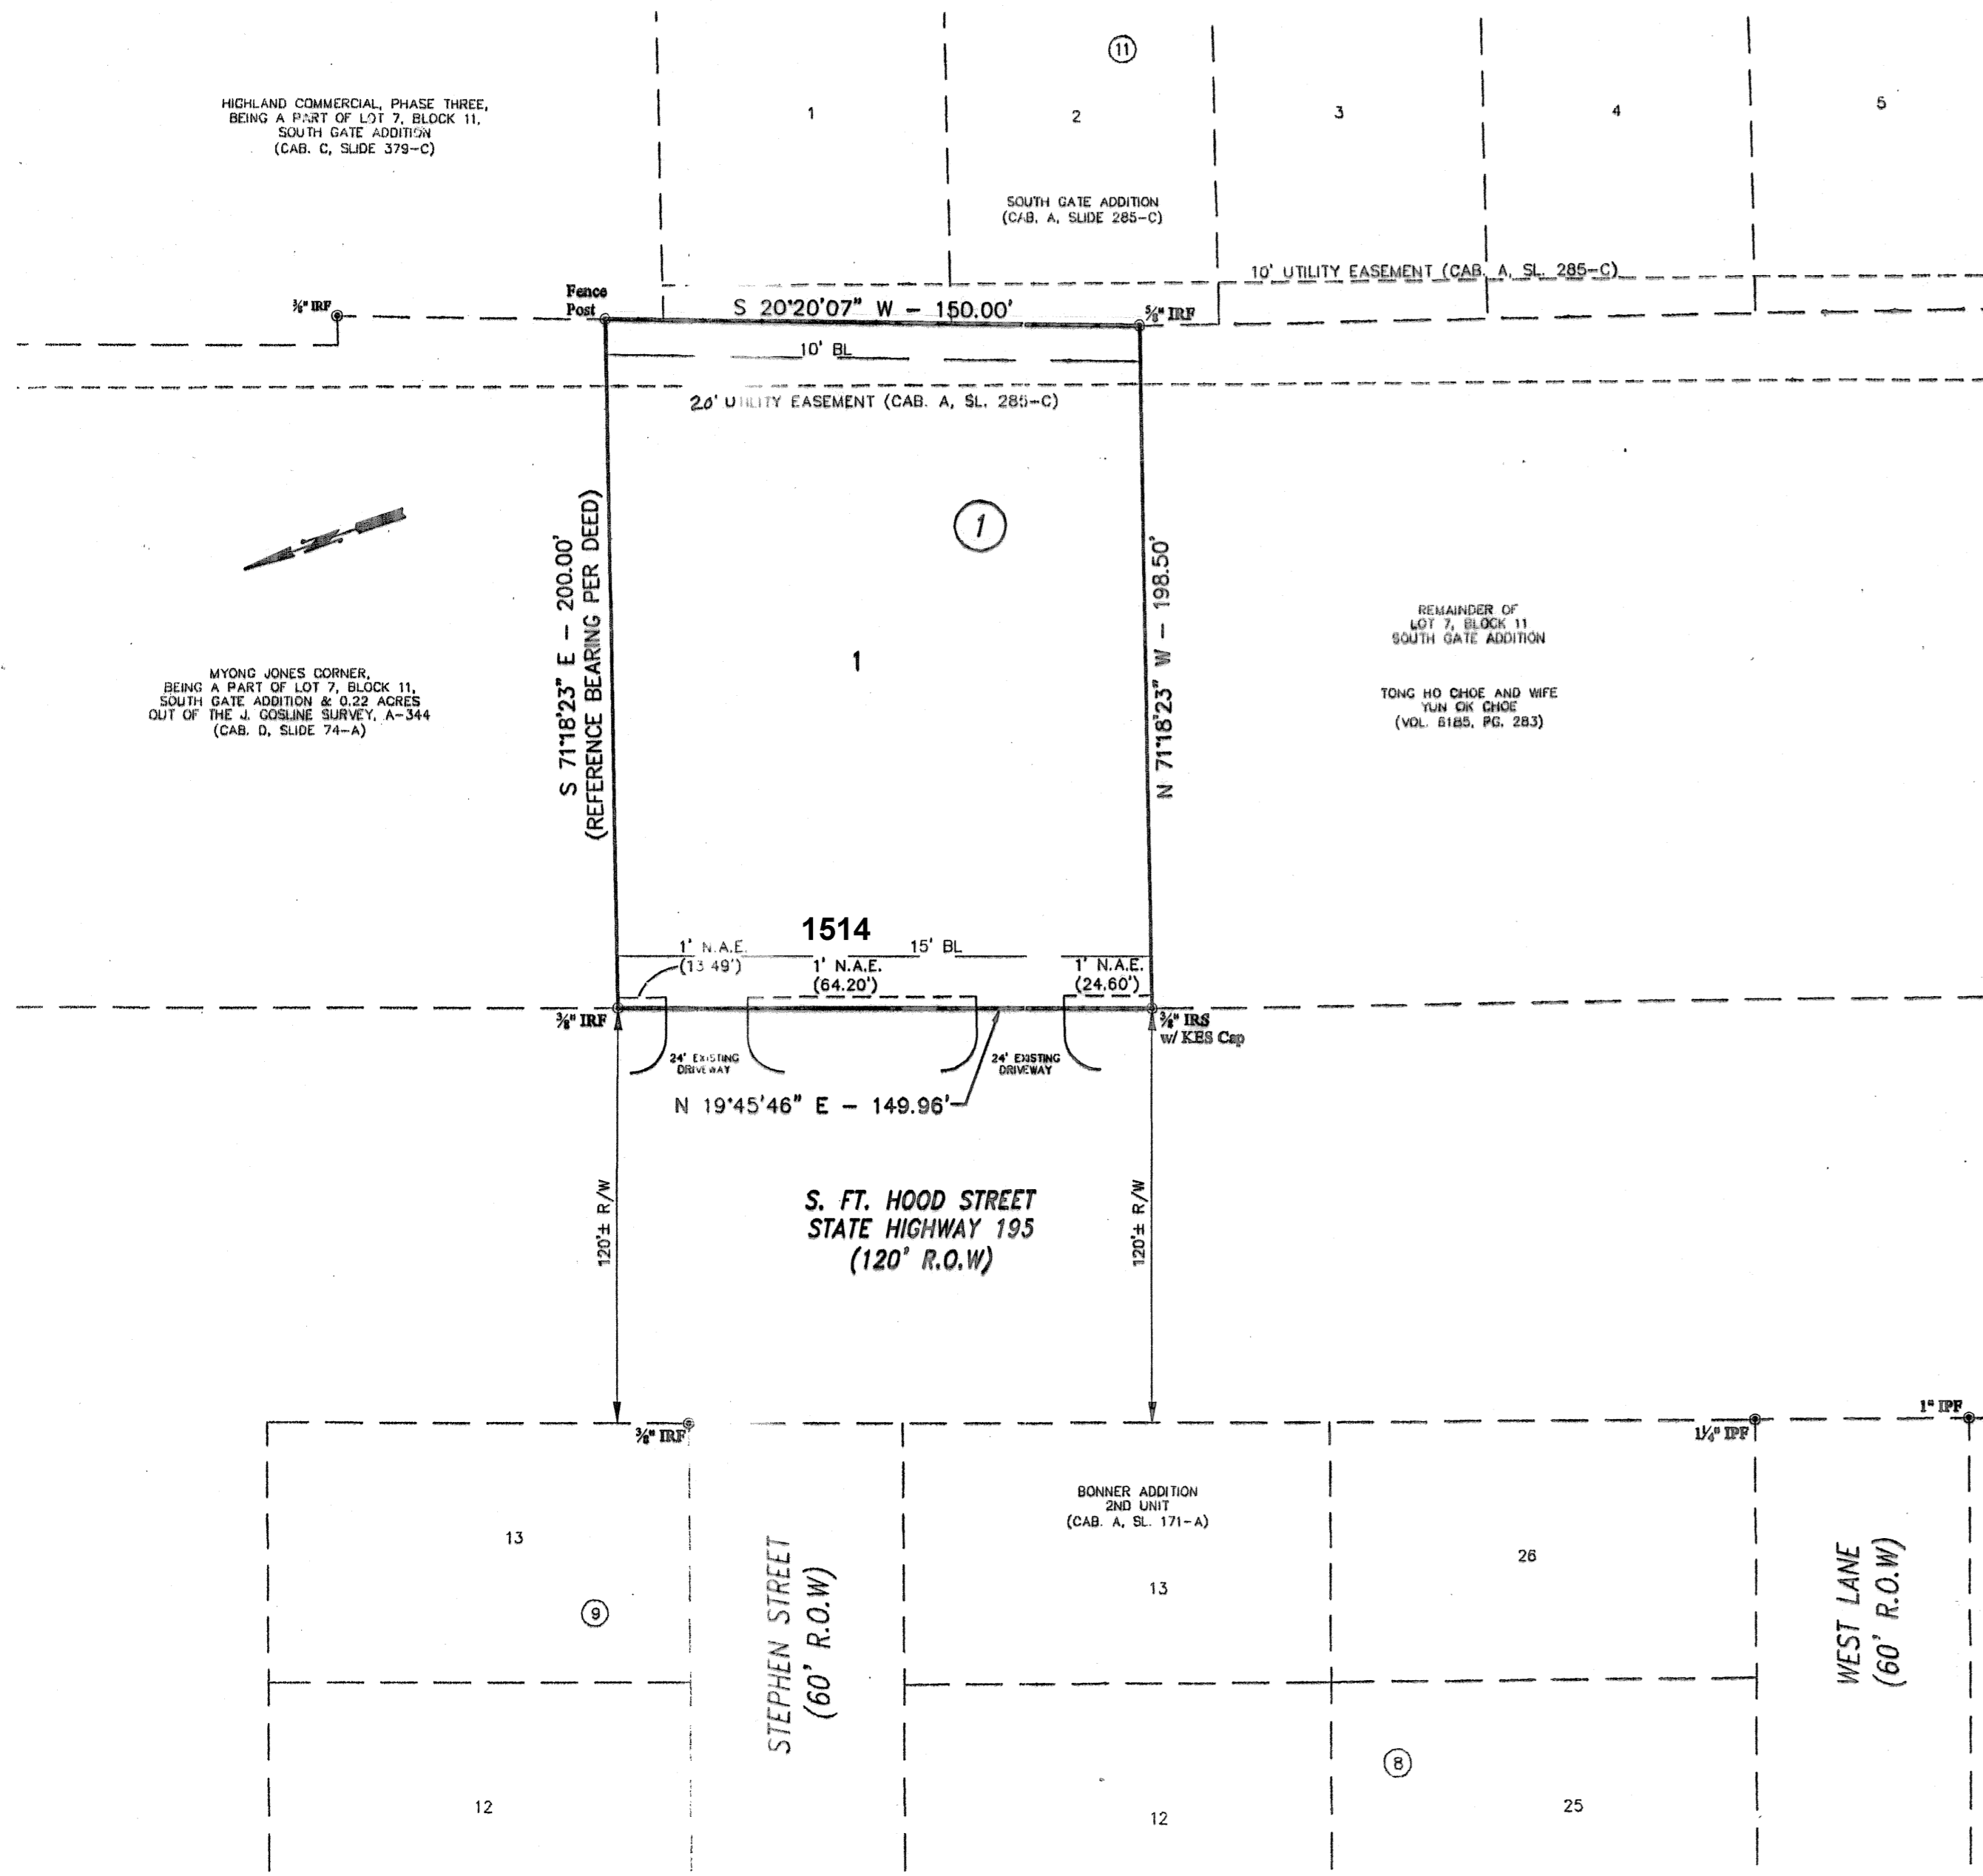 11
HIGHLAND COMMERCIAL, PHASE THREE,
BEING A PART OF LOT 7, BLOCK 11,
SOUTH GATE ADDITION
(CAB. C, SLIDE 379-C)
1
2
3
4
5
SOUTH GATE ADDITION
(CAB. A, SLIDE 285-C)
10' UTILITY EASEMENT (CAB. A, SL. 285-C)
3/8" IRF
Fence
Post
S 20°20'07" W - 150.00'
5/8" IRF
10' BL
20' UTILITY EASEMENT (CAB. A, SL. 285-C)
1
S 71°18'23" E - 200.00'
(REFERENCE BEARING PER DEED)
N 71°18'23" W - 198.50'
1
REMAINDER OF
LOT 7, BLOCK 11
SOUTH GATE ADDITION
TONG HO CHOE AND WIFE
YUN OK CHOE
(VOL. 6185, PG. 283)
MYONG JONES CORNER,
BEING A PART OF LOT 7, BLOCK 11,
SOUTH GATE ADDITION & 0.22 ACRES
OUT OF THE J. GOSLINE SURVEY, A-344
(CAB. D, SLIDE 74-A)
1514
1' N.A.E.
(13.49')
15' BL
1' N.A.E.
(64.20')
1' N.A.E.
(24.60')
3/8" IRF
3/8" IRS
w/ KES Cap
24' EXISTING
DRIVEWAY
24' EXISTING
DRIVEWAY
N 19°45'46" E - 149.96'
120'± R/W
S. FT. HOOD STREET
STATE HIGHWAY 195
(120' R.O.W)
120'± R/W
3/8" IRF
1 1/4" IPF
1" IPF
BONNER ADDITION
2ND UNIT
(CAB. A, SL. 171-A)
13
13
26
9
STEPHEN STREET
(60' R.O.W)
WEST LANE
(60' R.O.W)
8
12
12
25